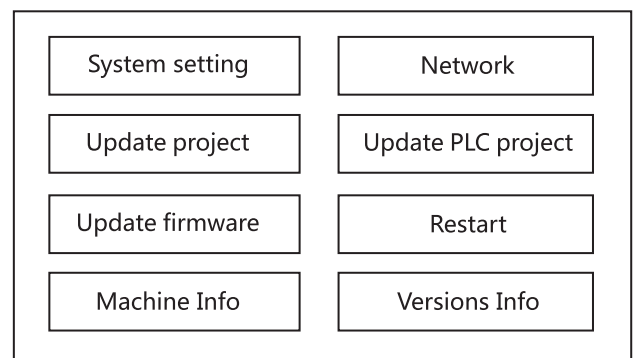 System setting
Network
Update project
Update PLC project
Update firmware
Restart
Machine Info
Versions Info